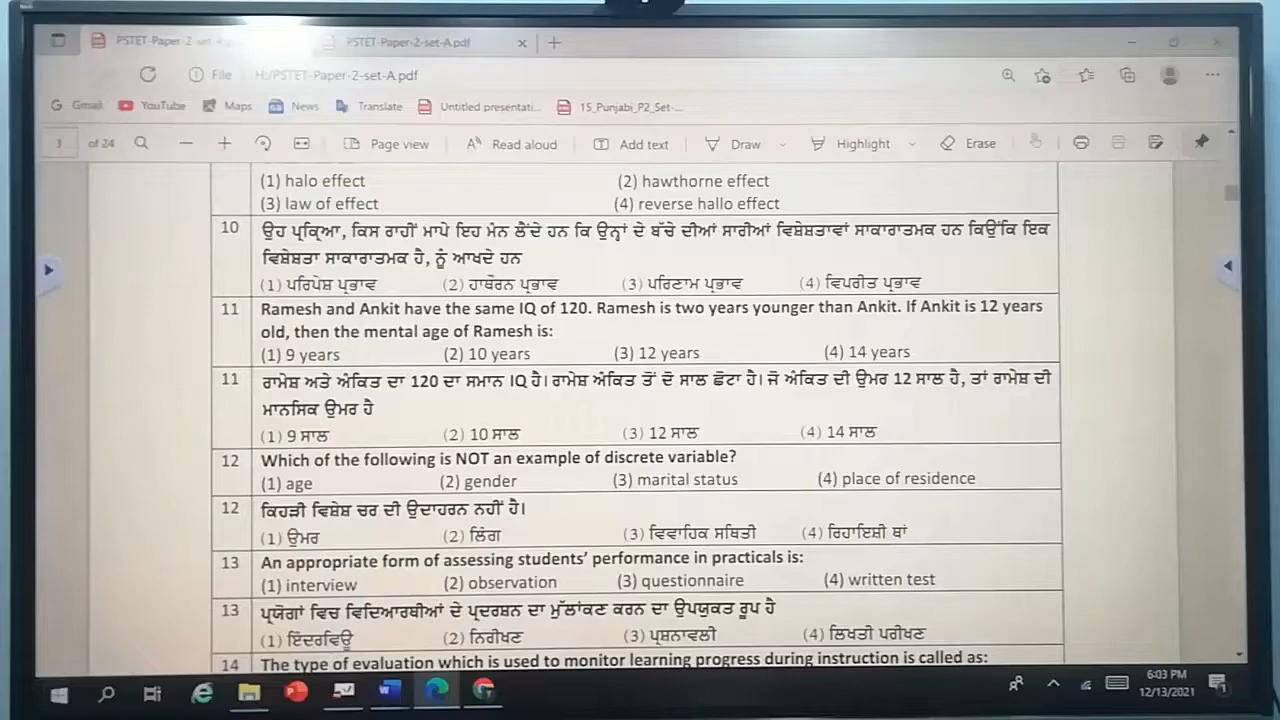 PSTET-Paper-2-set-A.pdf
File H:/PSTET-Paper-2-set-A.pdf
Gmail YouTube Maps News Translate Untitled presentati... 15_Punjabi_P2_Set-...
3 of 24 Page view Read aloud Add text Draw Highlight Erase
(1) halo effect (2) hawthorne effect
(3) law of effect (4) reverse hallo effect
10 ਉਹ ਪ੍ਰਕ੍ਰਿਆ, ਕਿਸ ਰਾਹੀਂ ਮਾਪੇ ਇਹ ਮੰਨ ਲੈਂਦੇ ਹਨ ਕਿ ਉਨ੍ਹਾਂ ਦੇ ਬੱਚੇ ਦੀਆਂ ਸਾਰੀਆਂ ਵਿਸ਼ੇਸ਼ਤਾਵਾਂ ਸਾਕਾਰਾਤਮਕ ਹਨ ਕਿਉਂਕਿ ਇਕ
ਵਿਸ਼ੇਸ਼ਤਾ ਸਾਕਾਰਾਤਮਕ ਹੈ, ਨੂੰ ਆਖਦੇ ਹਨ
(1) ਪਰਿਪੇਸ਼ ਪ੍ਰਭਾਵ (2) ਹਾਥੌਰਨ ਪ੍ਰਭਾਵ (3) ਪਰਿਣਾਮ ਪ੍ਰਭਾਵ (4) ਵਿਪਰੀਤ ਪ੍ਰਭਾਵ
11 Ramesh and Ankit have the same IQ of 120. Ramesh is two years younger than Ankit. If Ankit is 12 years
old, then the mental age of Ramesh is:
(1) 9 years (2) 10 years (3) 12 years (4) 14 years
11 ਰਾਮੇਸ਼ ਅਤੇ ਅੰਕਿਤ ਦਾ 120 ਦਾ ਸਮਾਨ IQ ਹੈ। ਰਾਮੇਸ਼ ਅੰਕਿਤ ਤੋਂ ਦੋ ਸਾਲ ਛੋਟਾ ਹੈ। ਜੋ ਅੰਕਿਤ ਦੀ ਉਮਰ 12 ਸਾਲ ਹੈ, ਤਾਂ ਰਾਮੇਸ਼ ਦੀ
ਮਾਨਸਿਕ ਉਮਰ ਹੈ
(1) 9 ਸਾਲ (2) 10 ਸਾਲ (3) 12 ਸਾਲ (4) 14 ਸਾਲ
12 Which of the following is NOT an example of discrete variable?
(1) age (2) gender (3) marital status (4) place of residence
12 ਕਿਹੜੀ ਵਿਸ਼ੇਸ਼ ਚਰ ਦੀ ਉਦਾਹਰਨ ਨਹੀਂ ਹੈ।
(1) ਉਮਰ (2) ਲਿੰਗ (3) ਵਿਵਾਹਿਕ ਸਥਿਤੀ (4) ਰਿਹਾਇਸ਼ੀ ਥਾਂ
13 An appropriate form of assessing students’ performance in practicals is:
(1) interview (2) observation (3) questionnaire (4) written test
13 ਪ੍ਰਯੋਗਾਂ ਵਿਚ ਵਿਦਿਆਰਥੀਆਂ ਦੇ ਪ੍ਰਦਰਸ਼ਨ ਦਾ ਮੁੱਲਾਂਕਣ ਕਰਨ ਦਾ ਉਪਯੁਕਤ ਰੂਪ ਹੈ
(1) ਇੰਦਰਵਿਊ (2) ਨਿਰੀਖਣ (3) ਪ੍ਰਸ਼ਨਾਵਲੀ (4) ਲਿਖਤੀ ਪਰੀਖਣ
14 The type of evaluation which is used to monitor learning progress during instruction is called as:
6:03 PM
12/13/2021